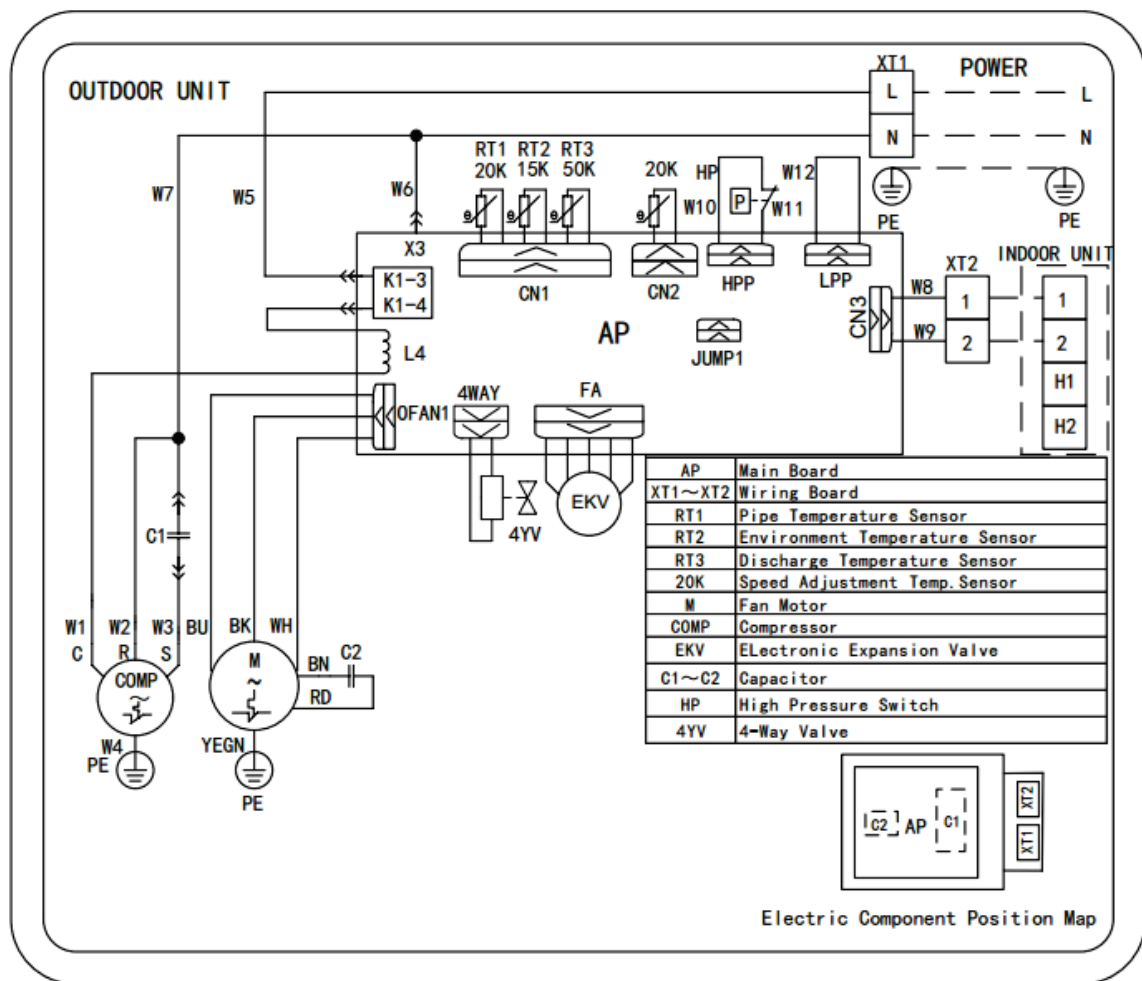 OUTDOOR UNIT
XT1
POWER
L
L
N
N
PE
PE
W7
W5
W6
RT1 RT2 RT3
20K 15K 50K
20K
HP
W12
W10
P
W11
θ
θ
θ
θ
X3
K1-3
K1-4
CN1
CN2
HPP
LPP
XT2
INDOOR UNIT
W8
1
1
CN3
W9
2
2
H1
H2
AP
JUMP1
L4
OFAN1
4WAY
FA
EKV
4YV
C1
W1 W2 W3 BU BK WH
C R S
COMP
~
M
~
BN
C2
RD
W4
PE
YEGN
PE
AP Main Board
XT1～XT2 Wiring Board
RT1 Pipe Temperature Sensor
RT2 Environment Temperature Sensor
RT3 Discharge Temperature Sensor
20K Speed Adjustment Temp.Sensor
M Fan Motor
COMP Compressor
EKV ELectronic Expansion Valve
C1～C2 Capacitor
HP High Pressure Switch
4YV 4-Way Valve
C2 AP C1
XT2
XT1
Electric Component Position Map